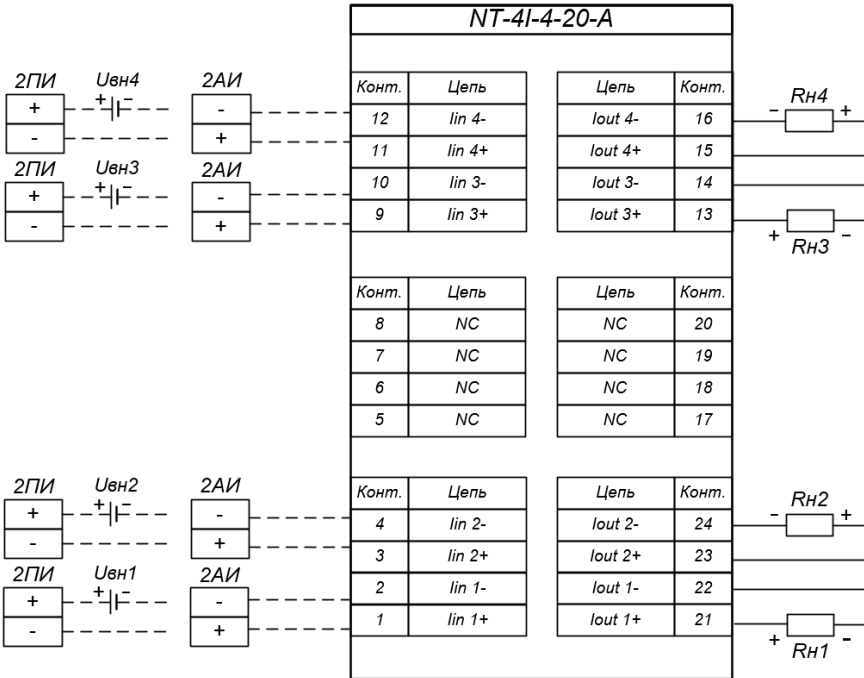 NT-4I-4-20-А
2ПИ Uвн4 2АИ
+ + - -
- +
2ПИ Uвн3 2АИ
+ + - -
- +
Конт. Цепь Цепь Конт.
12 Iin 4- Iout 4- 16
11 Iin 4+ Iout 4+ 15
10 Iin 3- Iout 3- 14
9 Iin 3+ Iout 3+ 13
Rн4
- +
+ -
Rн3
Конт. Цепь Цепь Конт.
8 NC NC 20
7 NC NC 19
6 NC NC 18
5 NC NC 17
2ПИ Uвн2 2АИ
+ + - -
- +
2ПИ Uвн1 2АИ
+ + - -
- +
Конт. Цепь Цепь Конт.
4 Iin 2- Iout 2- 24
3 Iin 2+ Iout 2+ 23
2 Iin 1- Iout 1- 22
1 Iin 1+ Iout 1+ 21
Rн2
- +
+ -
Rн1